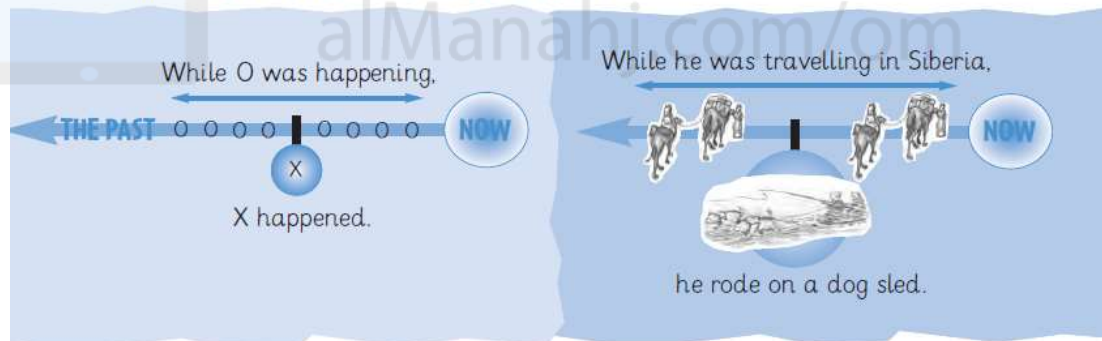 alManahj.com/om
While O was happening,
THE PAST O O O O O O O O NOW
X
X happened.
While he was travelling in Siberia,
NOW
he rode on a dog sled.